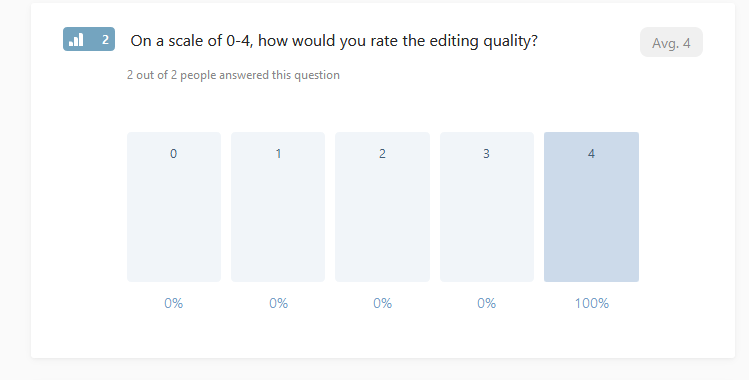 2 On a scale of 0-4, how would you rate the editing quality? Avg. 4
2 out of 2 people answered this question
0 1 2 3 4
0% 0% 0% 0% 100%